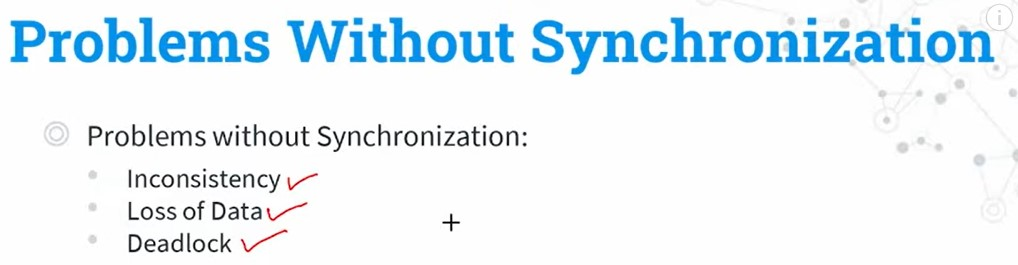 Problems Without Synchronization
Problems without Synchronization:
Inconsistency
Loss of Data
Deadlock